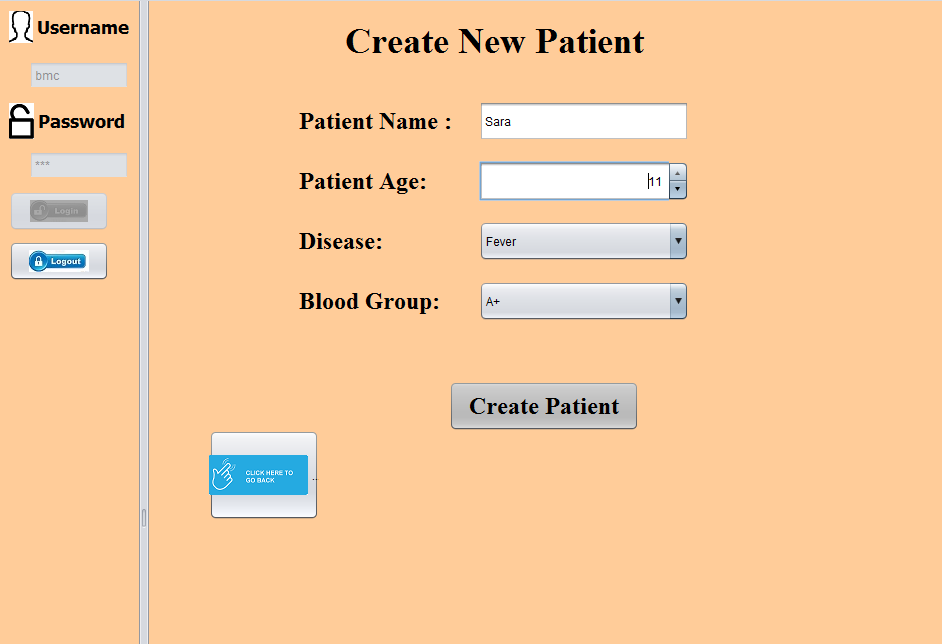 Username
bmc
Password
***
Login
Logout
Create New Patient
Patient Name :
Sara
Patient Age:
11
Disease:
Fever
Blood Group:
A+
Create Patient
CLICK HERE TO
GO BACK
..